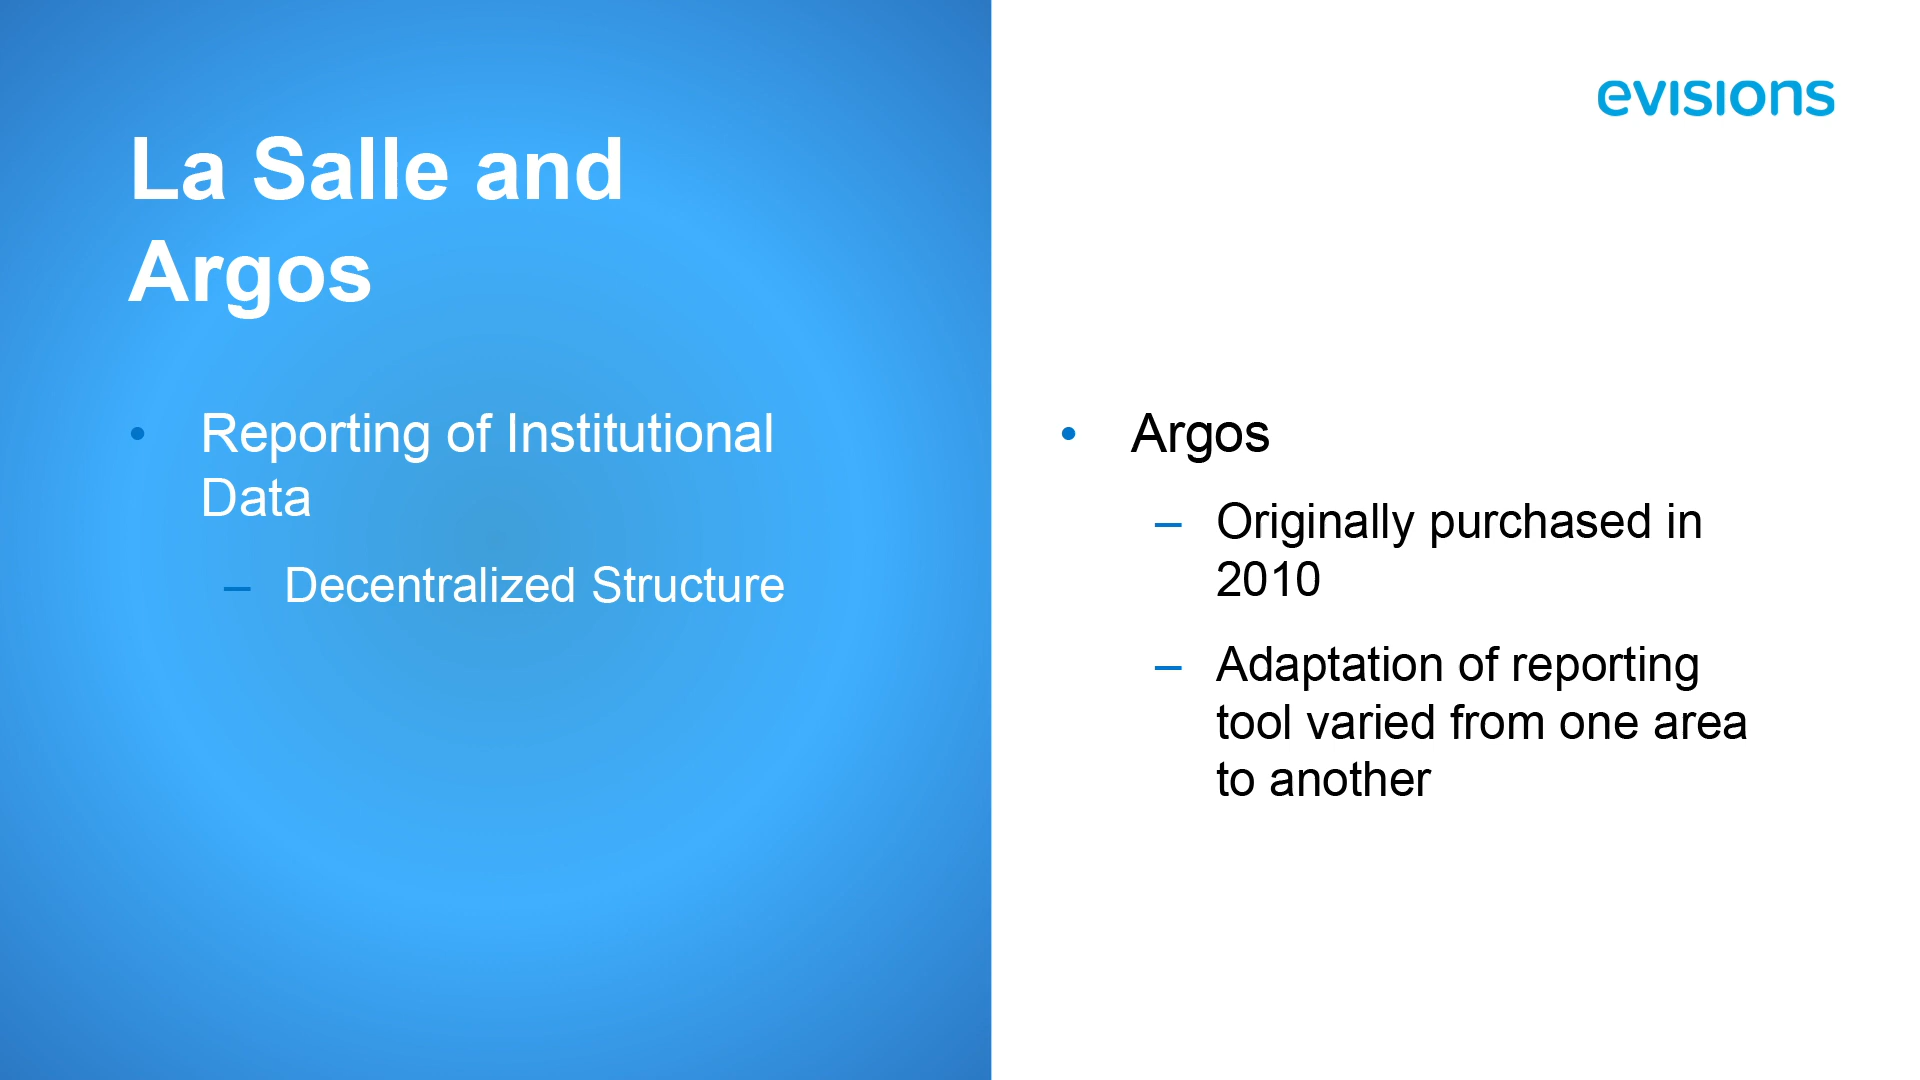 evisions
La Salle and
Argos
• Reporting of Institutional
Data
– Decentralized Structure
• Argos
– Originally purchased in
2010
– Adaptation of reporting
tool varied from one area
to another